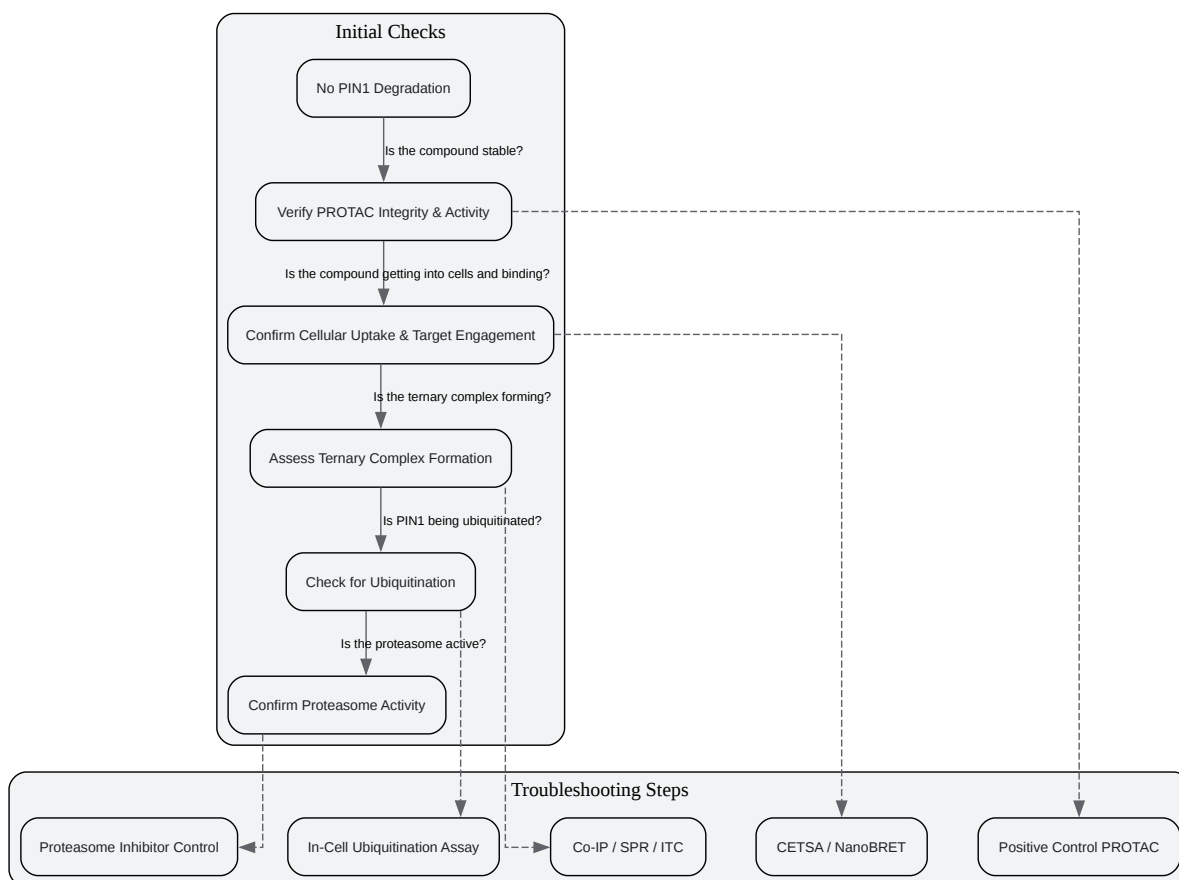 Initial Checks
No PIN1 Degradation
Is the compound stable?
Verify PROTAC Integrity & Activity
Is the compound getting into cells and binding?
Confirm Cellular Uptake & Target Engagement
Is the ternary complex forming?
Assess Ternary Complex Formation
Is PIN1 being ubiquitinated?
Check for Ubiquitination
Is the proteasome active?
Confirm Proteasome Activity
Troubleshooting Steps
Proteasome Inhibitor Control
In-Cell Ubiquitination Assay
Co-IP / SPR / ITC
CETSA / NanoBRET
Positive Control PROTAC